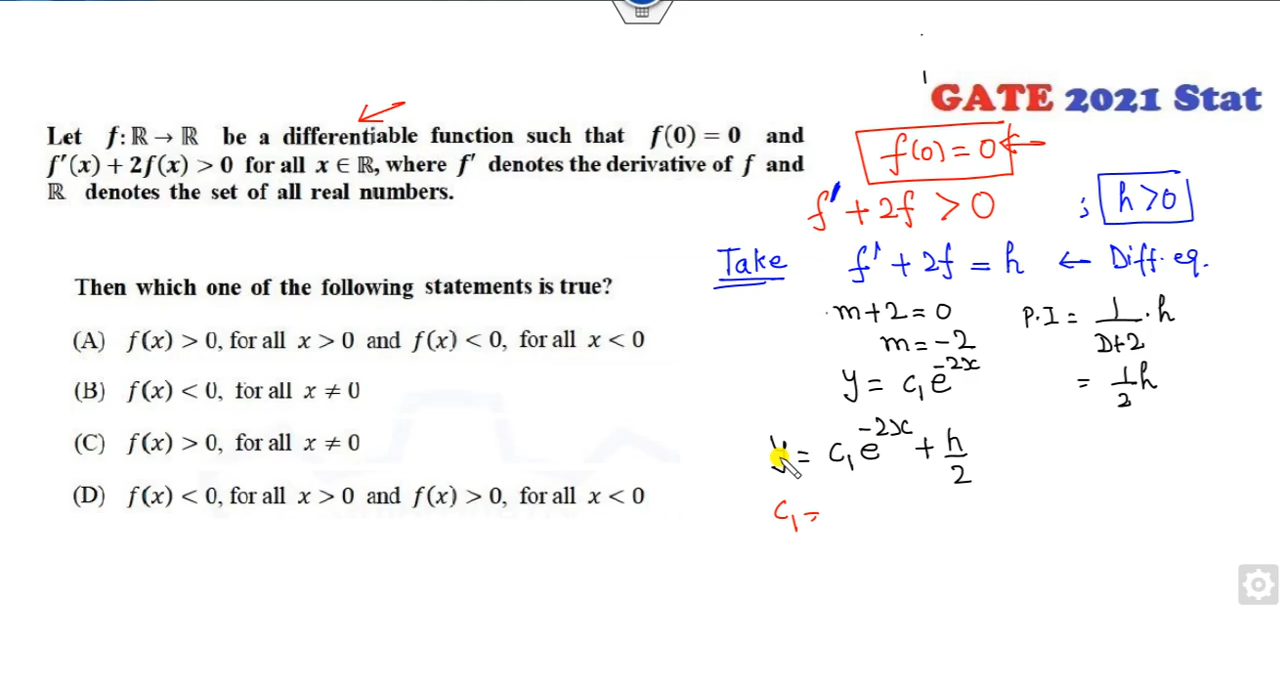 GATE 2021 Stat
Let f: ℝ → ℝ be a differentiable function such that f(0) = 0 and
f′(x) + 2f(x) > 0 for all x ∈ ℝ, where f′ denotes the derivative of f and
ℝ denotes the set of all real numbers.
Then which one of the following statements is true?
(A) f(x) > 0, for all x > 0 and f(x) < 0, for all x < 0
(B) f(x) < 0, for all x ≠ 0
(C) f(x) > 0, for all x ≠ 0
(D) f(x) < 0, for all x > 0 and f(x) > 0, for all x < 0
f(0) = 0 ←
f' + 2f > 0 ; h > 0
Take f' + 2f = h ← Diff. eq.
m + 2 = 0 P.I = 1/(D+2) · h
m = -2
y = c₁e^(-2x) = 1/2 h
y = c₁e^(-2x) + h/2
c₁ =